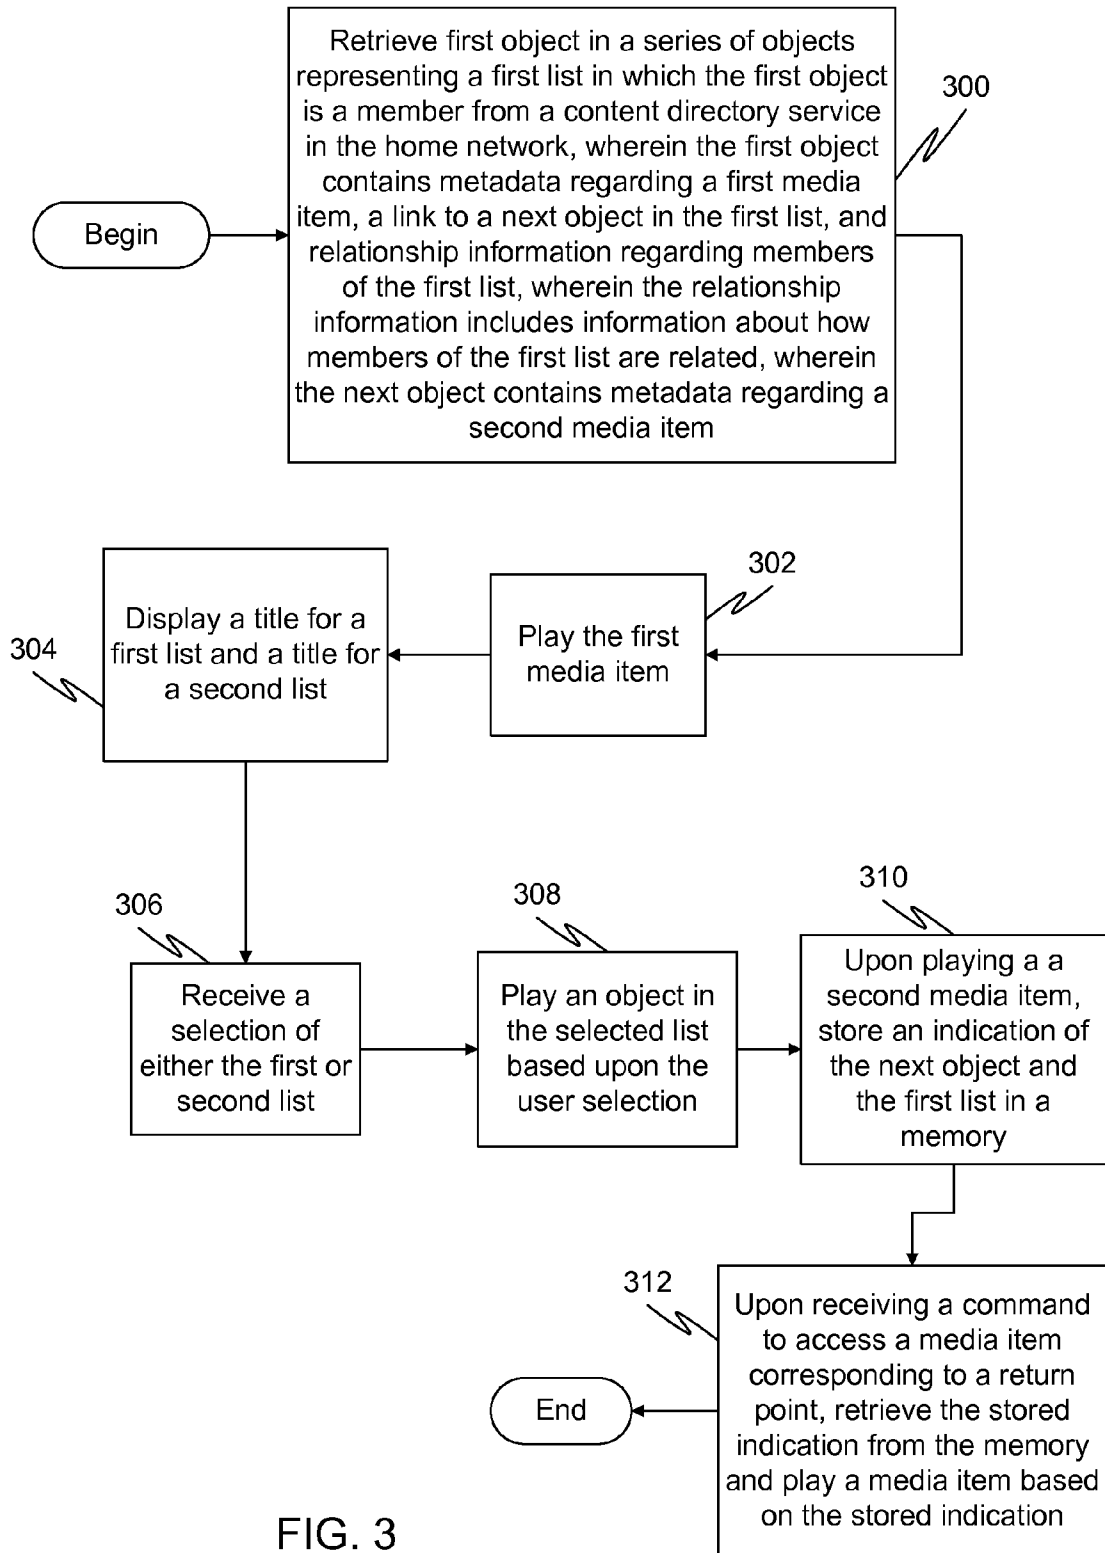 Retrieve first object in a series of objects
representing a first list in which the first object
is a member from a content directory service
in the home network, wherein the first object
contains metadata regarding a first media
item, a link to a next object in the first list, and
relationship information regarding members
of the first list, wherein the relationship
information includes information about how
members of the first list are related, wherein
the next object contains metadata regarding a
second media item
300
Begin
302
Play the first
media item
304
Display a title for a
first list and a title for
a second list
306
Receive a
selection of
either the first or
second list
308
Play an object in
the selected list
based upon the
user selection
310
Upon playing a a
second media item,
store an indication of
the next object and
the first list in a
memory
312
Upon receiving a command
to access a media item
corresponding to a return
point, retrieve the stored
indication from the memory
and play a media item based
on the stored indication
End
FIG. 3